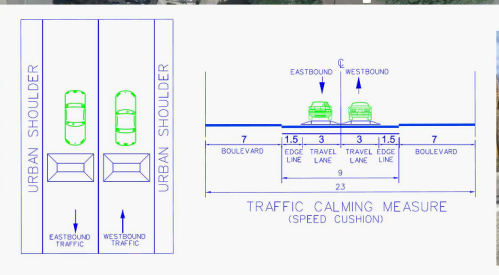 URBAN SHOULDER
URBAN SHOULDER
EASTBOUND
TRAFFIC
WESTBOUND
TRAFFIC
℄
EASTBOUND WESTBOUND
7 1.5 3 3 1.5 7
BOULEVARD EDGE LINE TRAVEL LANE TRAVEL LANE EDGE LINE BOULEVARD
9
23
TRAFFIC CALMING MEASURE
(SPEED CUSHION)